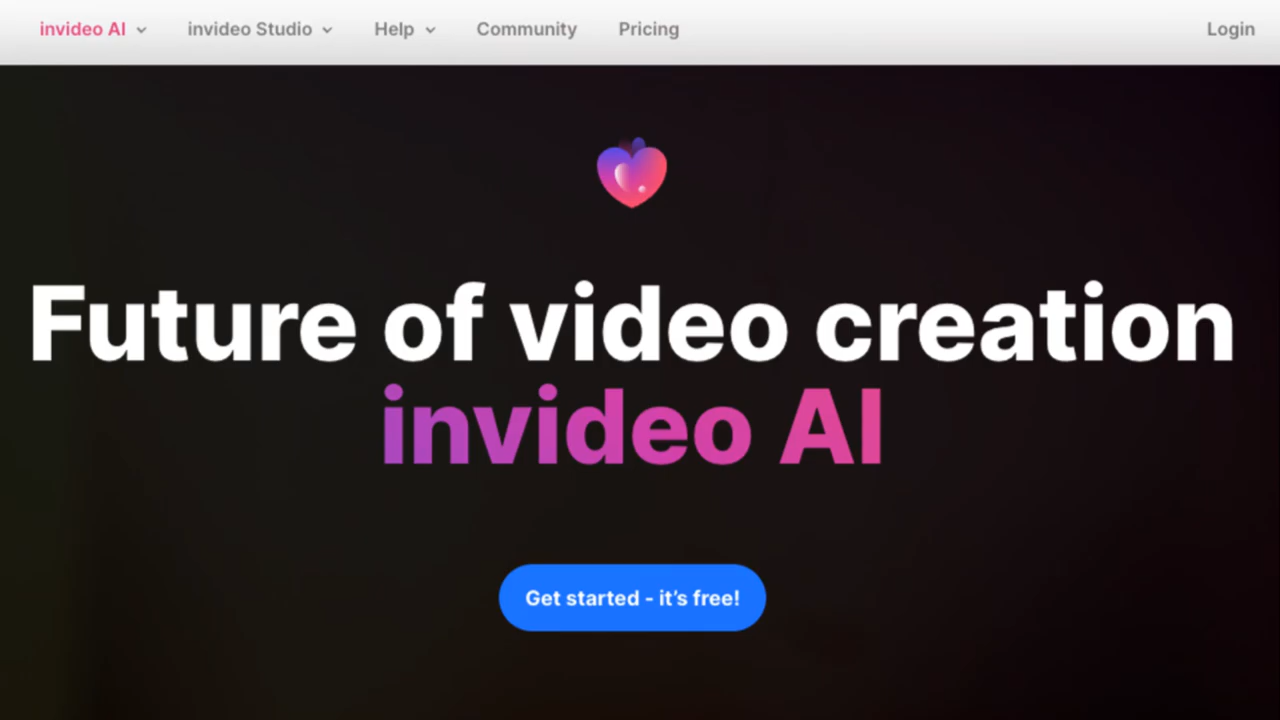 invideo AI
invideo Studio
Help
Community
Pricing
Login
Future of video creation
invideo AI
Get started - it’s free!